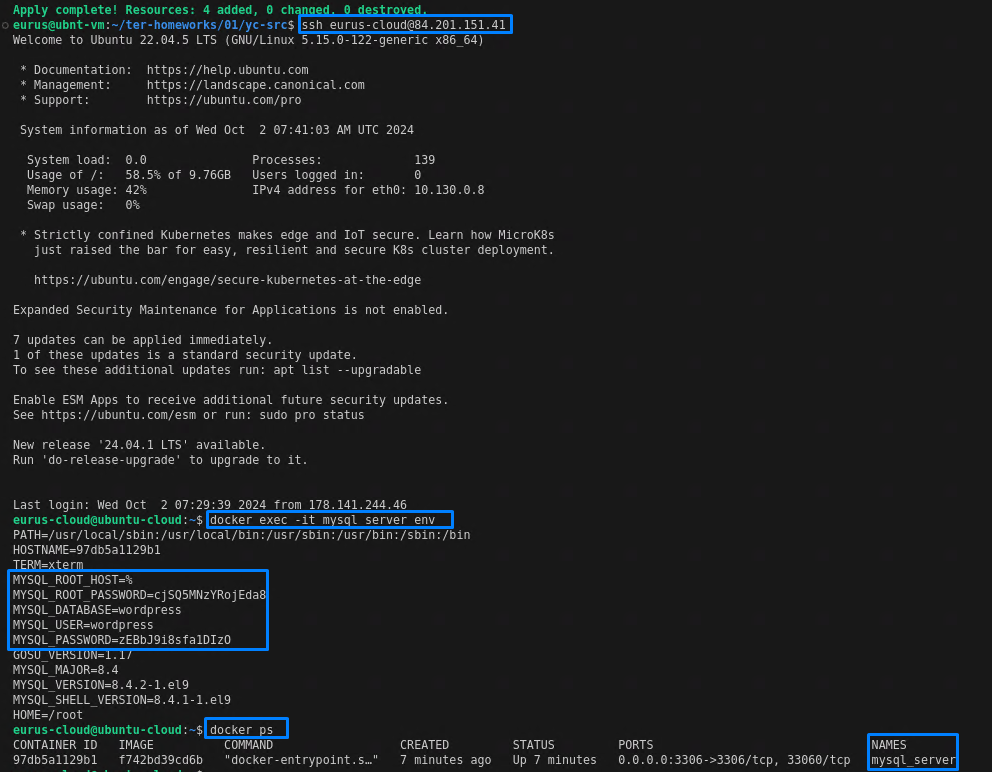 Apply complete! Resources: 4 added, 0 changed, 0 destroyed.
eurus@ubnt-vm:~/ter-homeworks/01/yc-src$ ssh eurus-cloud@84.201.151.41
Welcome to Ubuntu 22.04.5 LTS (GNU/Linux 5.15.0-122-generic x86_64)
* Documentation:  https://help.ubuntu.com
* Management:     https://landscape.canonical.com
* Support:        https://ubuntu.com/pro
System information as of Wed Oct  2 07:41:03 AM UTC 2024
System load:  0.0               Processes:             139
Usage of /:   58.5% of 9.76GB   Users logged in:       0
Memory usage: 42%               IPv4 address for eth0: 10.130.0.8
Swap usage:   0%
* Strictly confined Kubernetes makes edge and IoT secure. Learn how MicroK8s
just raised the bar for easy, resilient and secure K8s cluster deployment.
https://ubuntu.com/engage/secure-kubernetes-at-the-edge
Expanded Security Maintenance for Applications is not enabled.
7 updates can be applied immediately.
1 of these updates is a standard security update.
To see these additional updates run: apt list --upgradable
Enable ESM Apps to receive additional future security updates.
See https://ubuntu.com/esm or run: sudo pro status
New release '24.04.1 LTS' available.
Run 'do-release-upgrade' to upgrade to it.
Last login: Wed Oct  2 07:29:39 2024 from 178.141.244.46
eurus-cloud@ubuntu-cloud:~$ docker exec -it mysql_server env
PATH=/usr/local/sbin:/usr/local/bin:/usr/sbin:/usr/bin:/sbin:/bin
HOSTNAME=97db5a1129b1
TERM=xterm
MYSQL_ROOT_HOST=%
MYSQL_ROOT_PASSWORD=cjSQ5MNzYRojEda8
MYSQL_DATABASE=wordpress
MYSQL_USER=wordpress
MYSQL_PASSWORD=zEBbJ9i8sfa1DIzO
GOSU_VERSION=1.17
MYSQL_MAJOR=8.4
MYSQL_VERSION=8.4.2-1.el9
MYSQL_SHELL_VERSION=8.4.1-1.el9
HOME=/root
eurus-cloud@ubuntu-cloud:~$ docker ps
CONTAINER ID   IMAGE          COMMAND                  CREATED         STATUS         PORTS                               NAMES
97db5a1129b1   f742bd39cd6b   "docker-entrypoint.s…"   7 minutes ago   Up 7 minutes   0.0.0.0:3306->3306/tcp, 33060/tcp   mysql_server